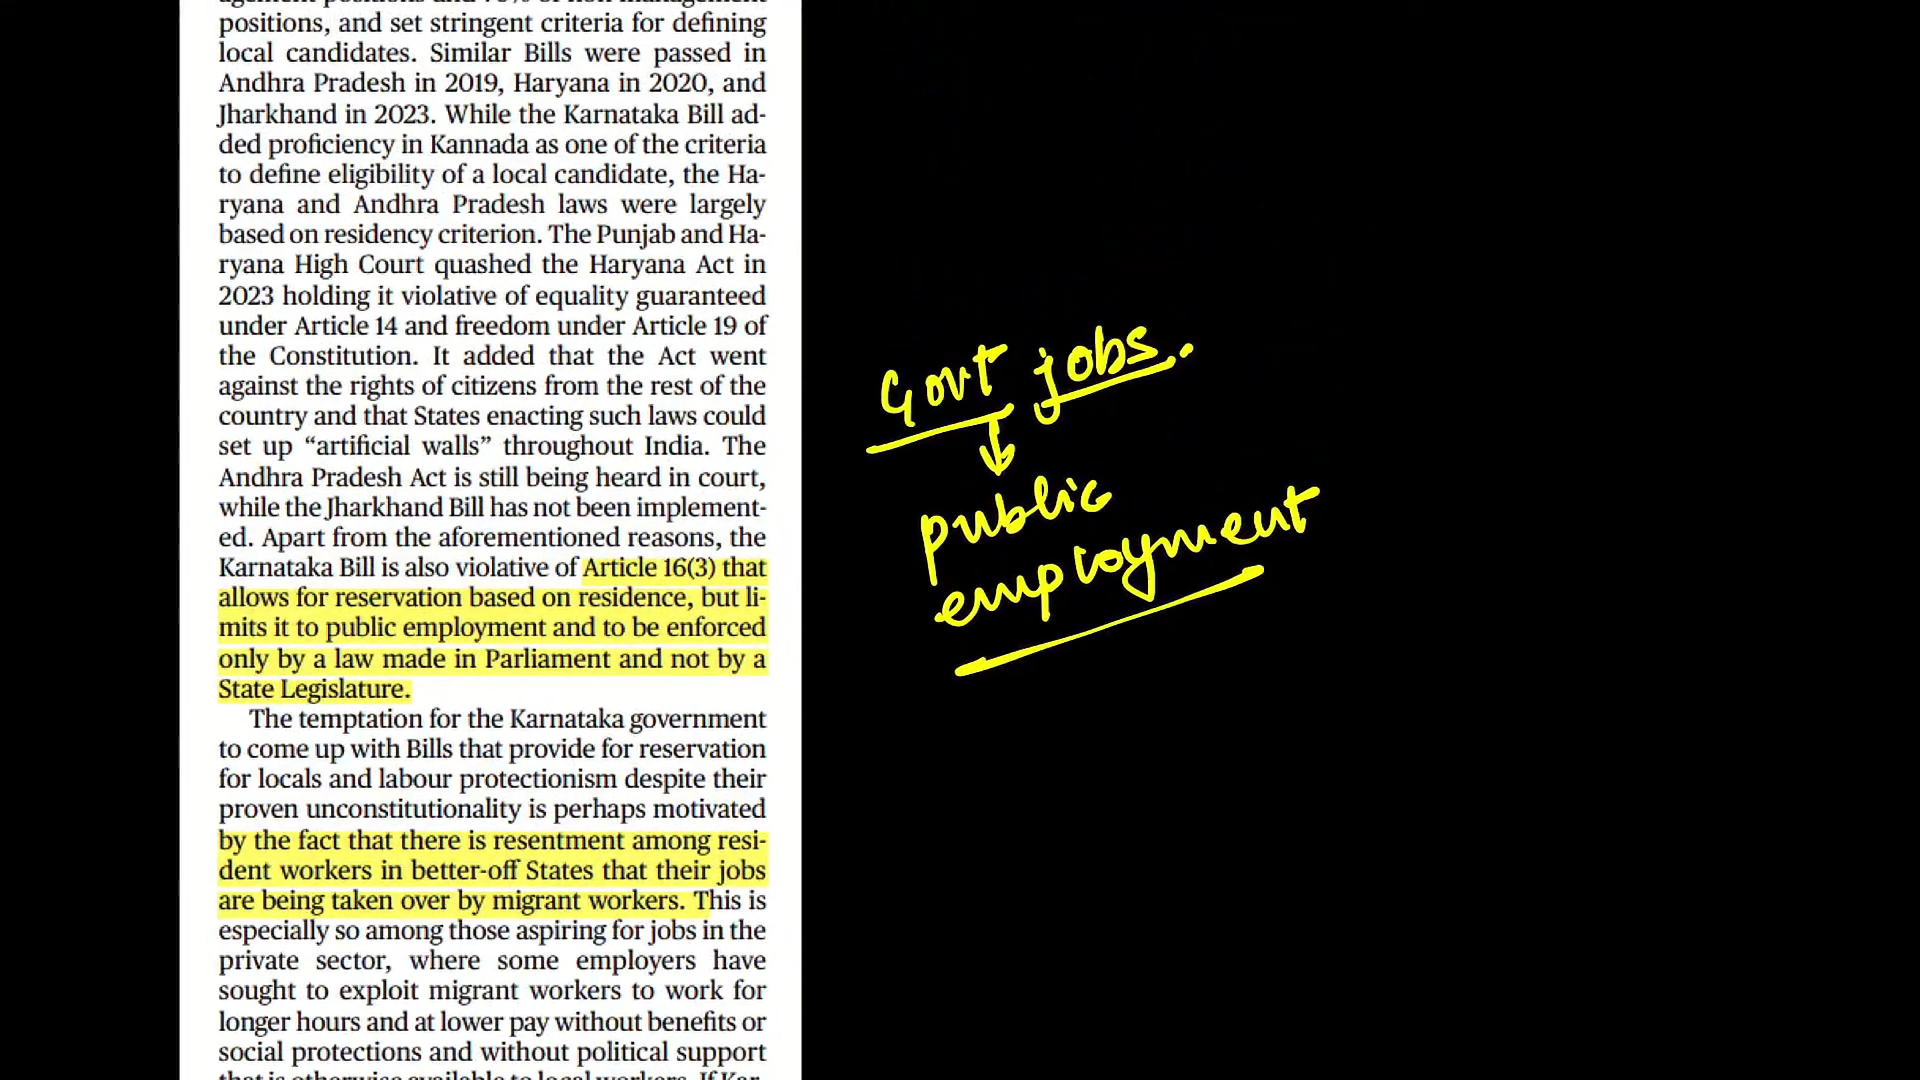 positions, and set stringent criteria for defining
local candidates. Similar Bills were passed in
Andhra Pradesh in 2019, Haryana in 2020, and
Jharkhand in 2023. While the Karnataka Bill ad-
ded proficiency in Kannada as one of the criteria
to define eligibility of a local candidate, the Ha-
ryana and Andhra Pradesh laws were largely
based on residency criterion. The Punjab and Ha-
ryana High Court quashed the Haryana Act in
2023 holding it violative of equality guaranteed
under Article 14 and freedom under Article 19 of
the Constitution. It added that the Act went
against the rights of citizens from the rest of the
country and that States enacting such laws could
set up “artificial walls” throughout India. The
Andhra Pradesh Act is still being heard in court,
while the Jharkhand Bill has not been implement-
ed. Apart from the aforementioned reasons, the
Karnataka Bill is also violative of Article 16(3) that
allows for reservation based on residence, but li-
mits it to public employment and to be enforced
only by a law made in Parliament and not by a
State Legislature.
The temptation for the Karnataka government
to come up with Bills that provide for reservation
for locals and labour protectionism despite their
proven unconstitutionality is perhaps motivated
by the fact that there is resentment among resi-
dent workers in better-off States that their jobs
are being taken over by migrant workers. This is
especially so among those aspiring for jobs in the
private sector, where some employers have
sought to exploit migrant workers to work for
longer hours and at lower pay without benefits or
social protections and without political support
Govt jobs.
public
employment